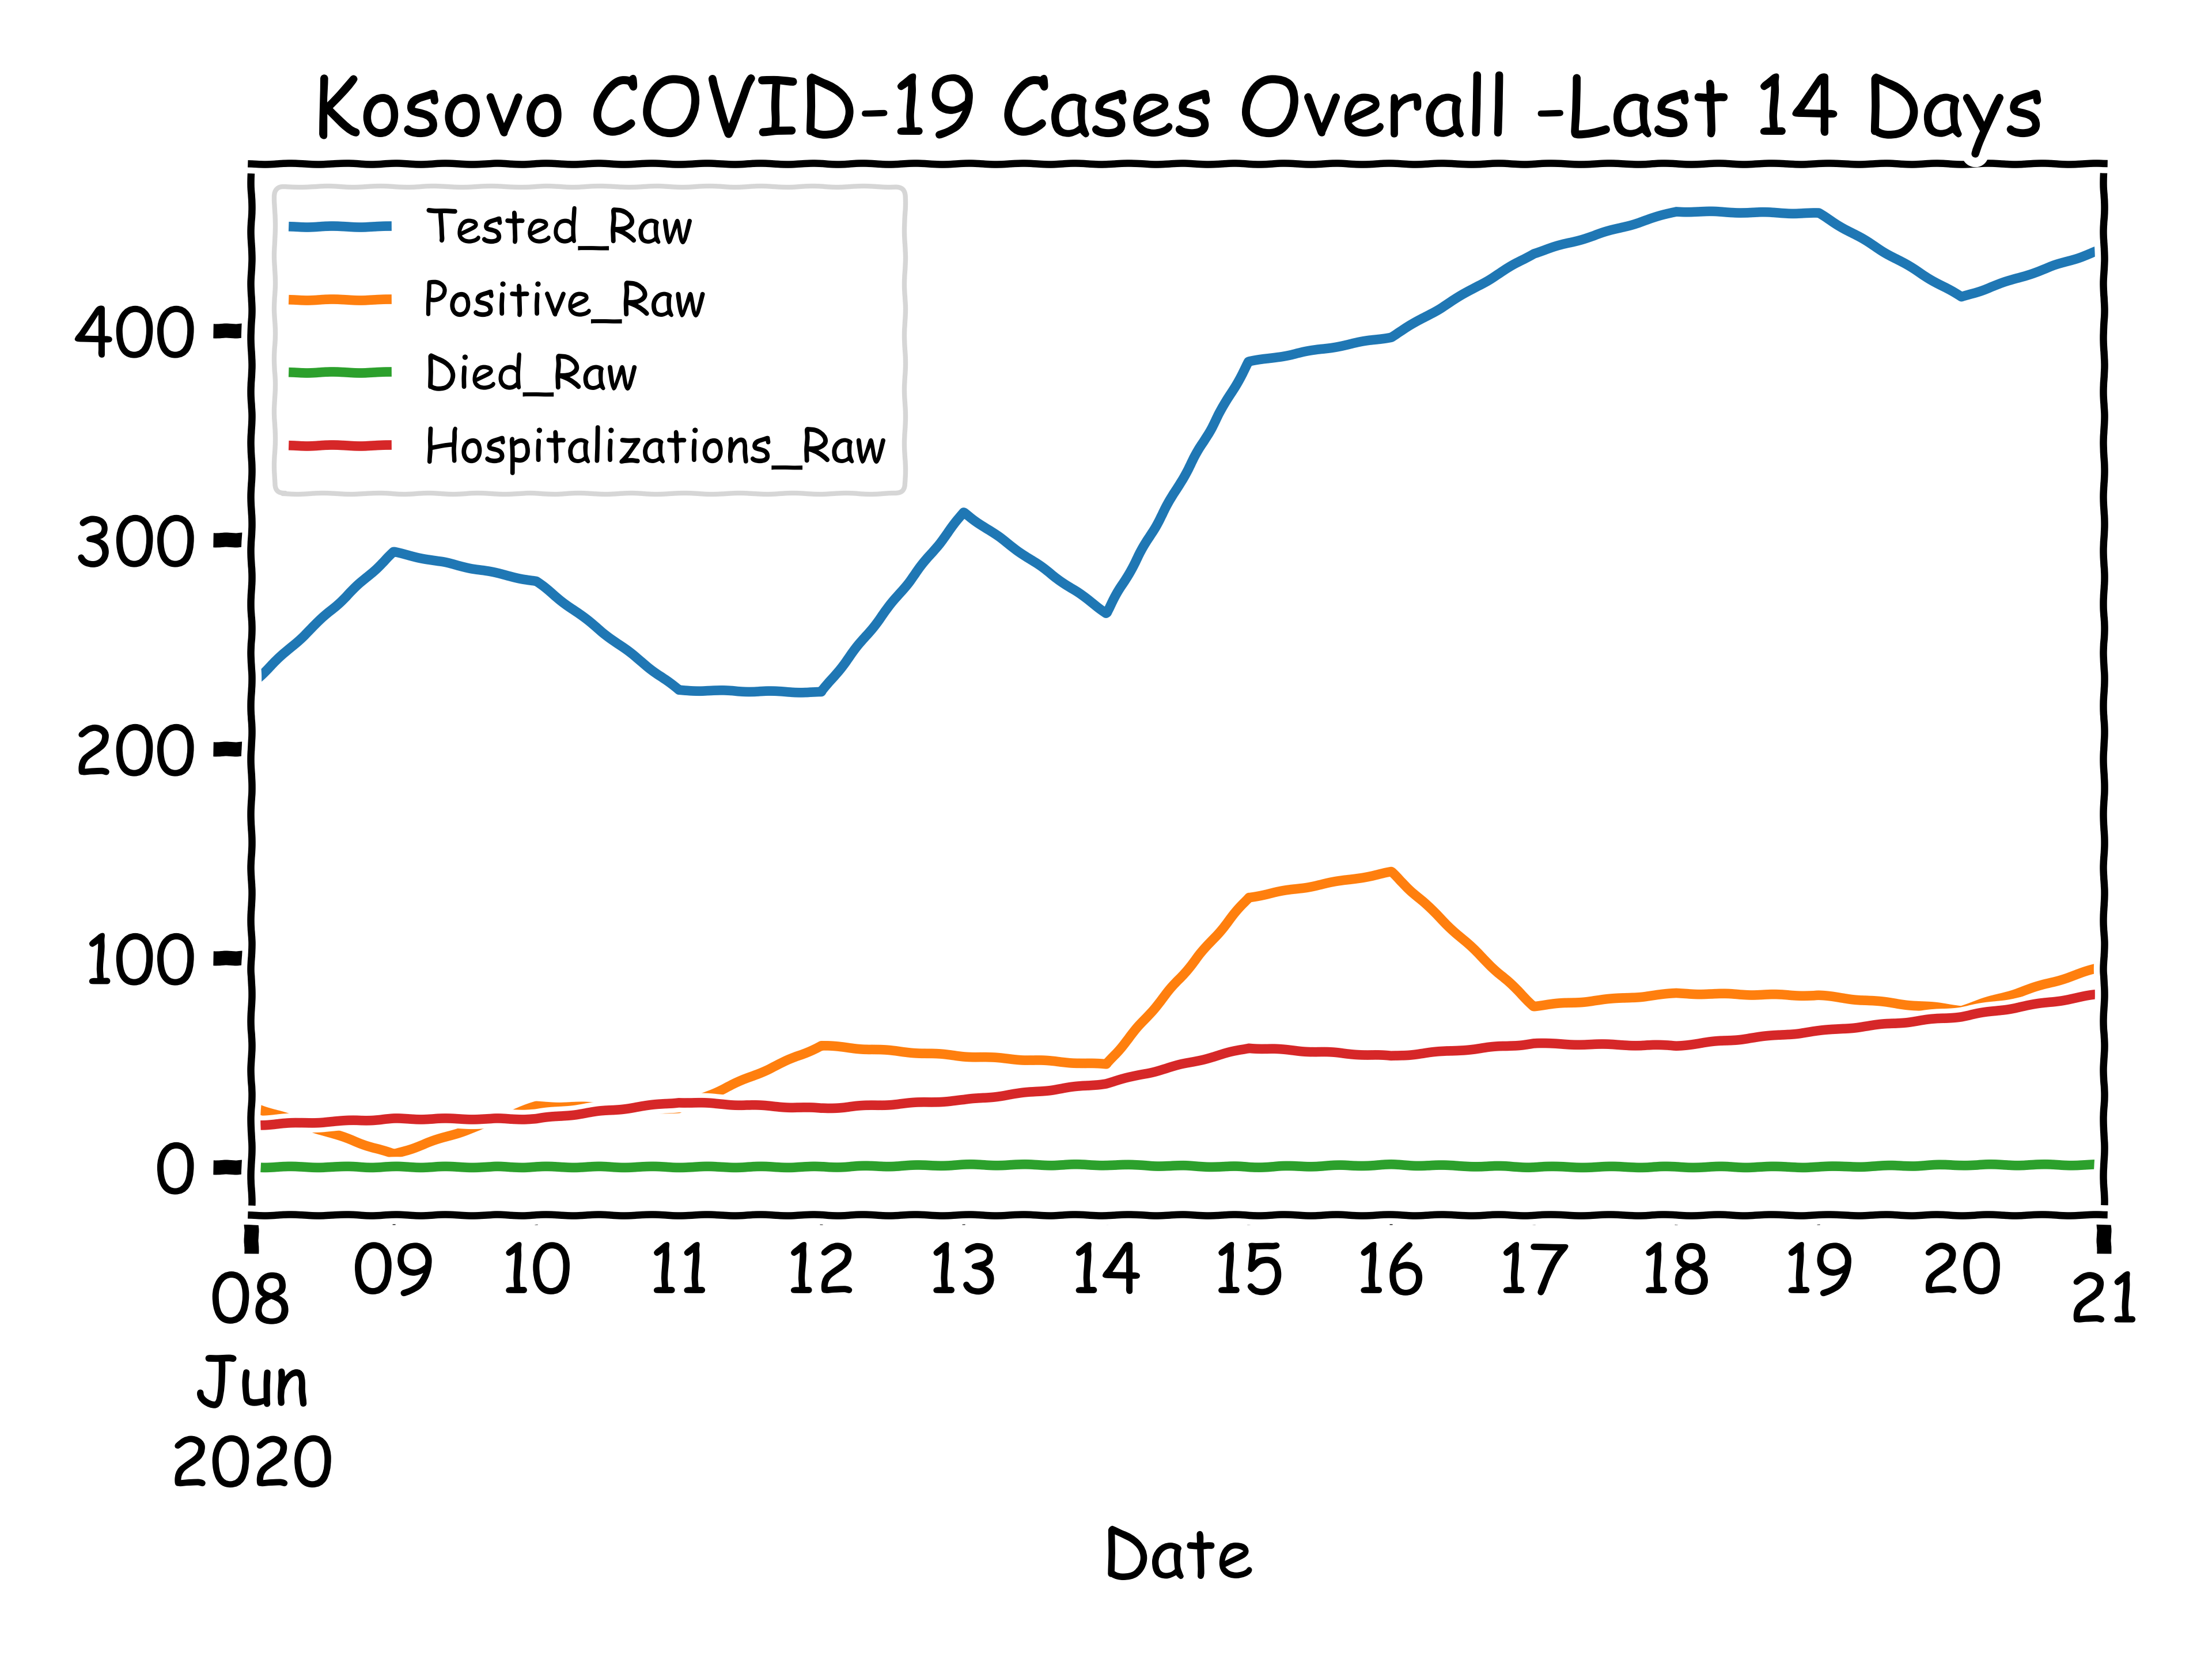 Kosovo COVID-19 Cases Overall -Last 14 Days
Tested_Raw
Positive_Raw
Died_Raw
Hospitalizations_Raw
400
300
200
100
0
08 09 10 11 12 13 14 15 16 17 18 19 20 21
Jun
2020
Date